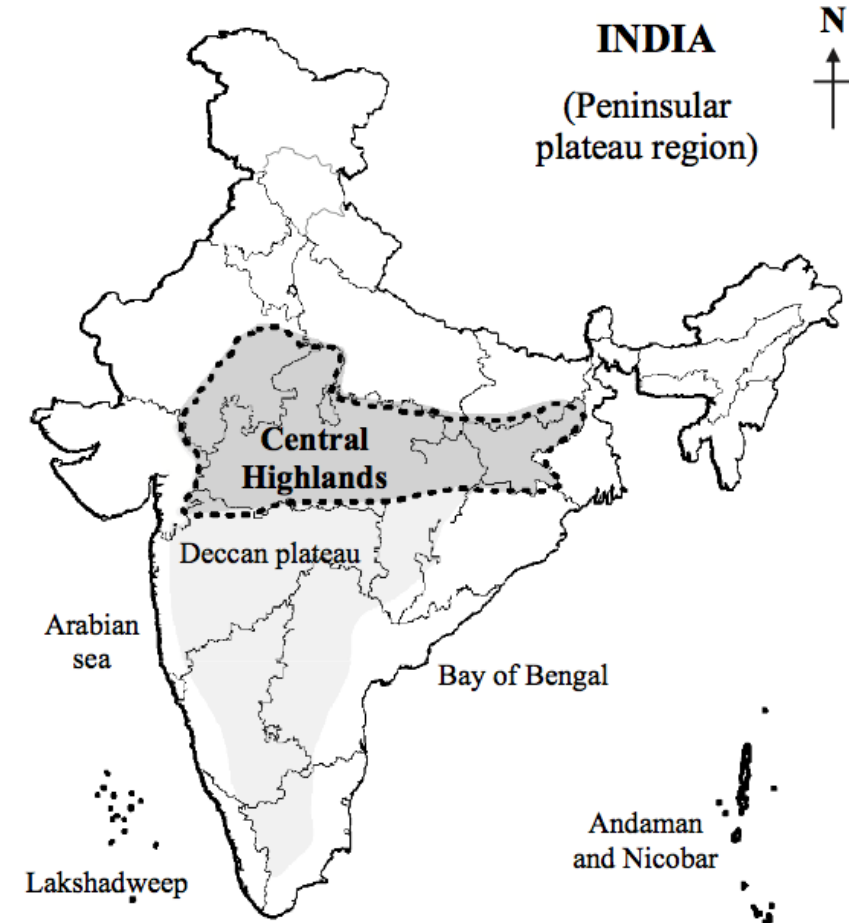 INDIA
N
(Peninsular
plateau region)
Central
Highlands
Deccan plateau
Arabian
sea
Bay of Bengal
Andaman
and Nicobar
Lakshadweep